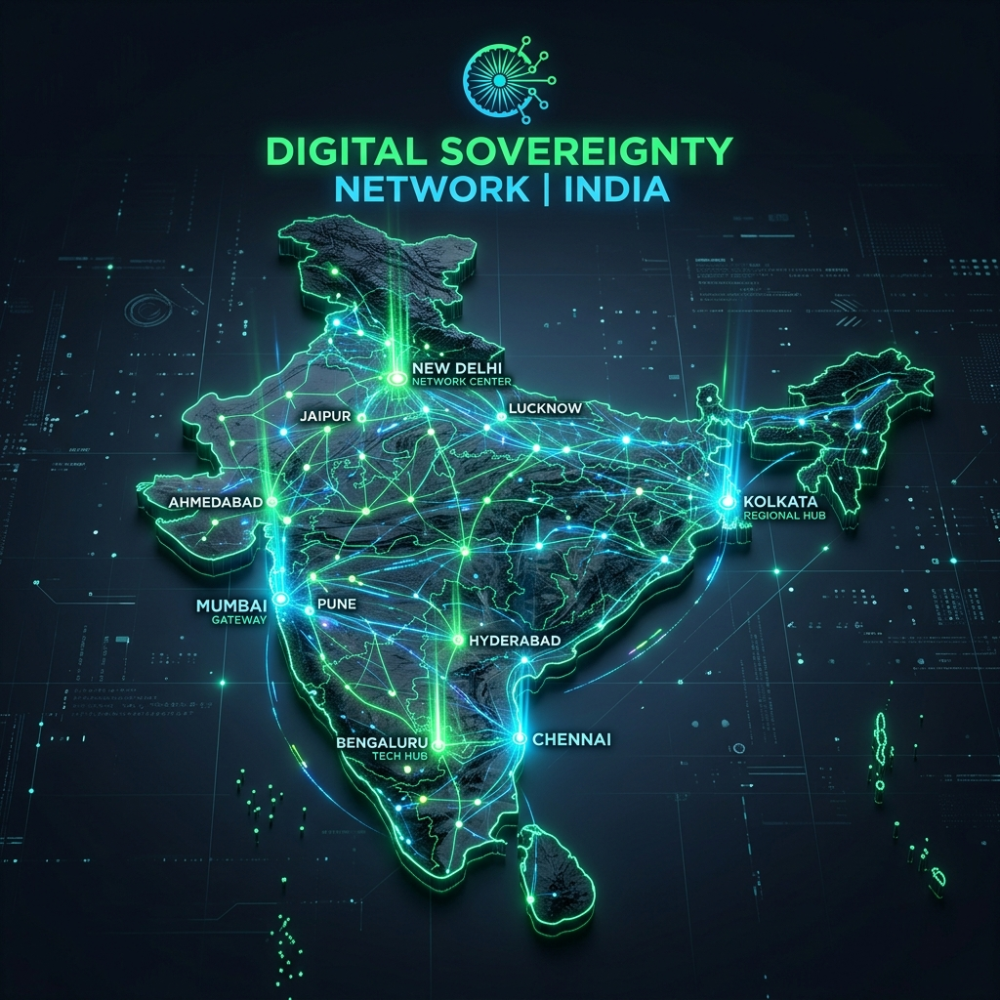 DIGITAL SOVEREIGNTY
NETWORK | INDIA
NEW DELHI
NETWORK CENTER
JAIPUR
LUCKNOW
AHMEDABAD
KOLKATA
REGIONAL HUB
MUMBAI
GATEWAY
PUNE
HYDERABAD
BENGALURU
TECH HUB
CHENNAI